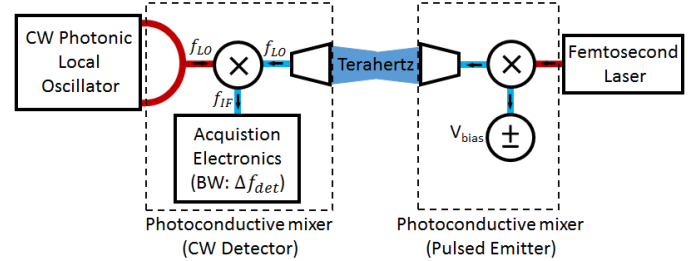 CW Photonic
Local
Oscillator
f_LO
f_LO
f_IF
Acquistion
Electronics
(BW: Δf_det)
Photoconductive mixer
(CW Detector)
Terahertz
V_bias
±
Femtosecond
Laser
Photoconductive mixer
(Pulsed Emitter)